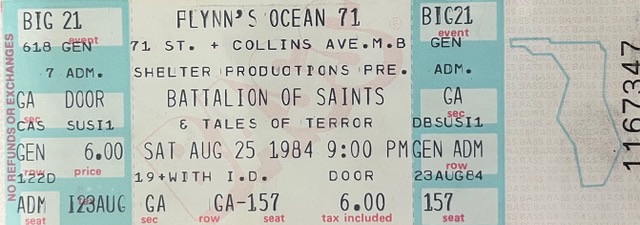 NO REFUNDS OR EXCHANGES
BIG 21 FLYNN'S OCEAN 71 BIG21
event event
618 GEN 71 ST. + COLLINS AVE.M.B GEN
7 ADM. SHELTER PRODUCTIONS PRE. ADM.
GA DOOR BATTALION OF SAINTS GA
sec sec
CAS SUSI1 & TALES OF TERROR DBSUSI1
GEN 6.00 SAT AUG 25 1984 9:00 PM GEN ADM
row price row
122D 19+WITH I.D. DOOR 23AUG84
ADM I23AUG GA GA-157 6.00 157
seat sec row seat tax included seat
1167347